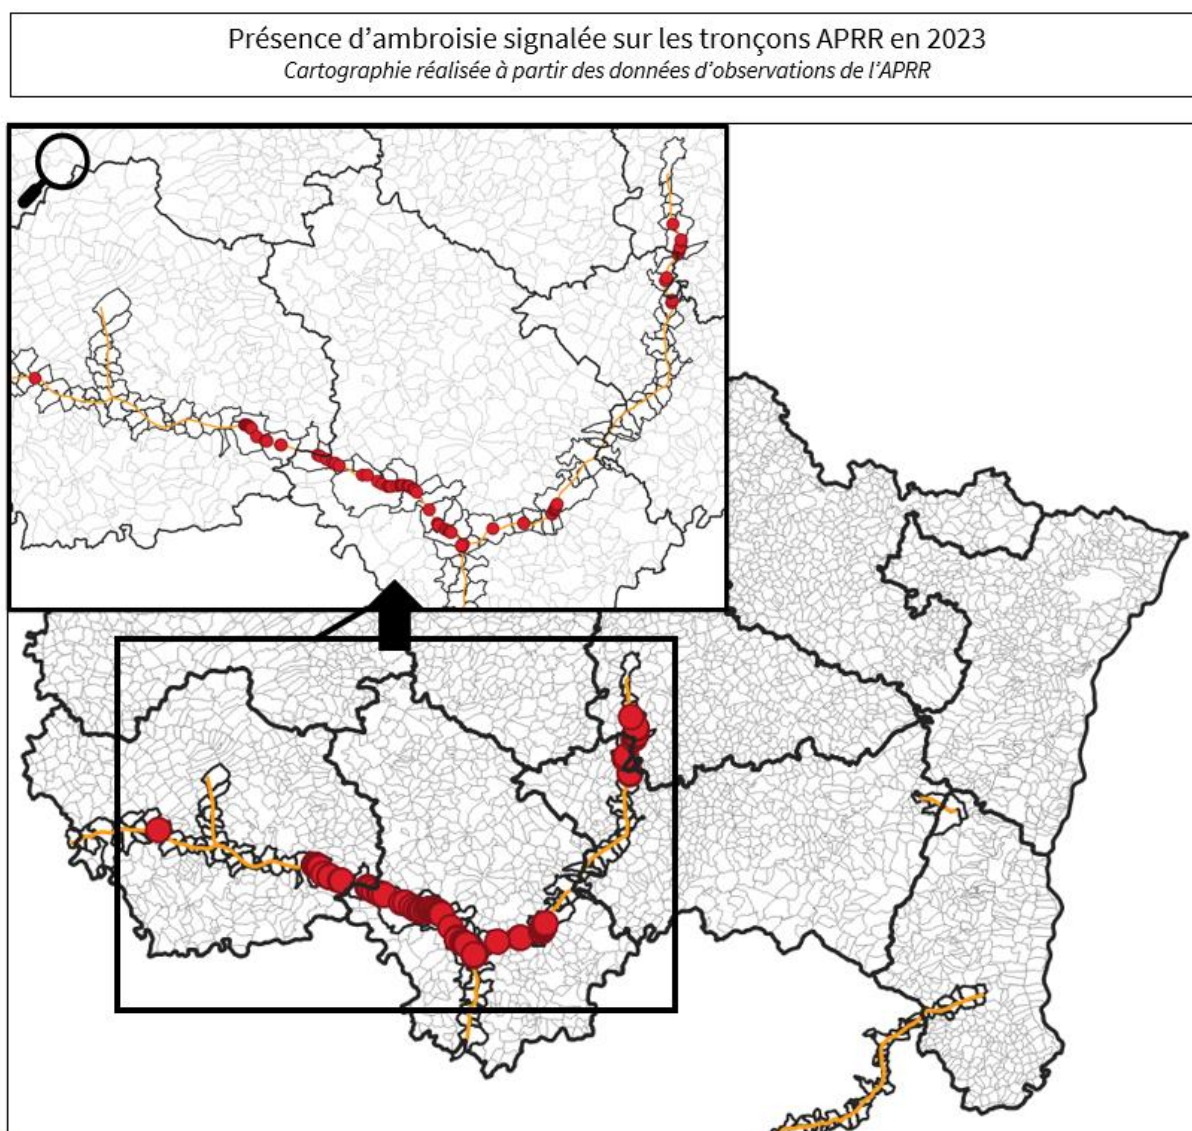 Présence d’ambroisie signalée sur les tronçons APRR en 2023
Cartographie réalisée à partir des données d’observations de l’APRR